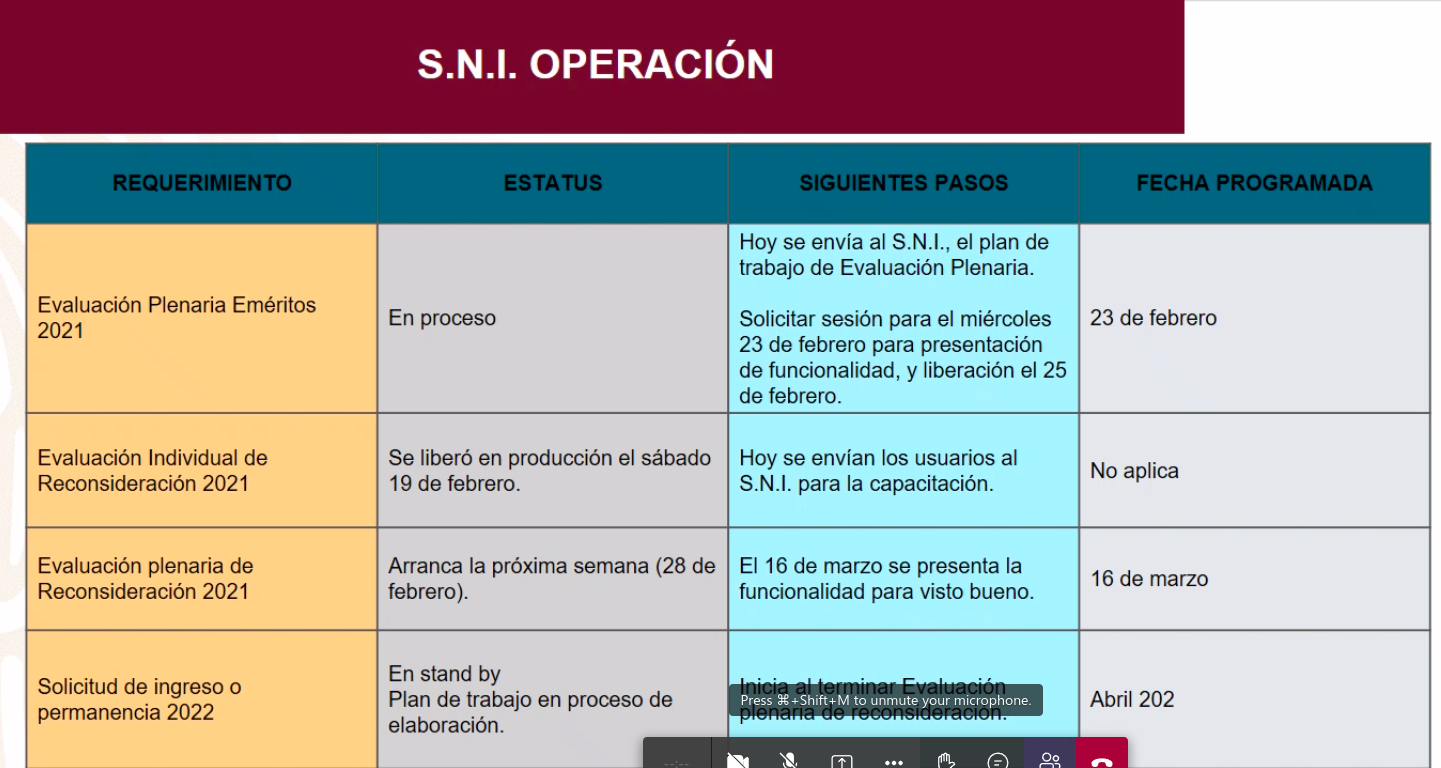 S.N.I. OPERACIÓN
REQUERIMIENTO
ESTATUS
SIGUIENTES PASOS
FECHA PROGRAMADA
Evaluación Plenaria Eméritos
2021
En proceso
Hoy se envía al S.N.I., el plan de
trabajo de Evaluación Plenaria.
Solicitar sesión para el miércoles
23 de febrero para presentación
de funcionalidad, y liberación el 25
de febrero.
23 de febrero
Evaluación Individual de
Reconsideración 2021
Se liberó en producción el sábado
19 de febrero.
Hoy se envían los usuarios al
S.N.I. para la capacitación.
No aplica
Evaluación plenaria de
Reconsideración 2021
Arranca la próxima semana (28 de
febrero).
El 16 de marzo se presenta la
funcionalidad para visto bueno.
16 de marzo
Solicitud de ingreso o
permanencia 2022
En stand by
Plan de trabajo en proceso de
elaboración.
Inicia al terminar Evaluación
plenaria de reconsideración.
Press ⌘+Shift+M to unmute your microphone.
Abril 202
--:--